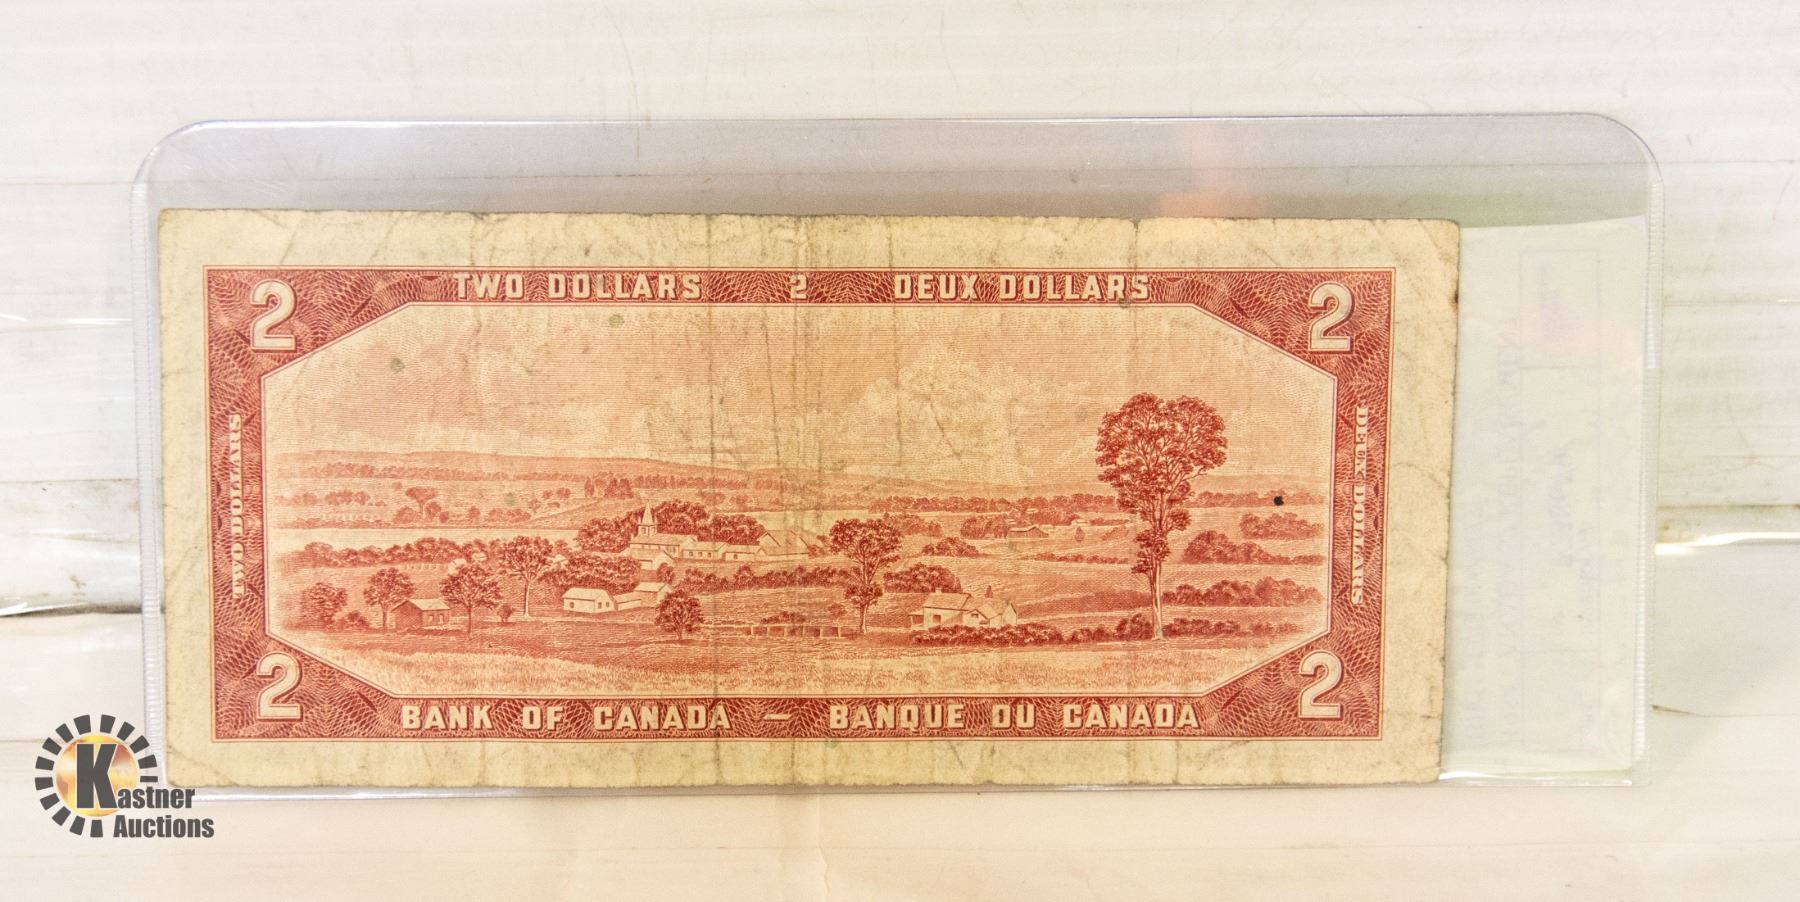 TWO DOLLARS 2 DEUX DOLLARS
2 2
TWO DOLLARS
DEUX DOLLARS
2 2
BANK OF CANADA — BANQUE DU CANADA
K
Kastner
Auctions